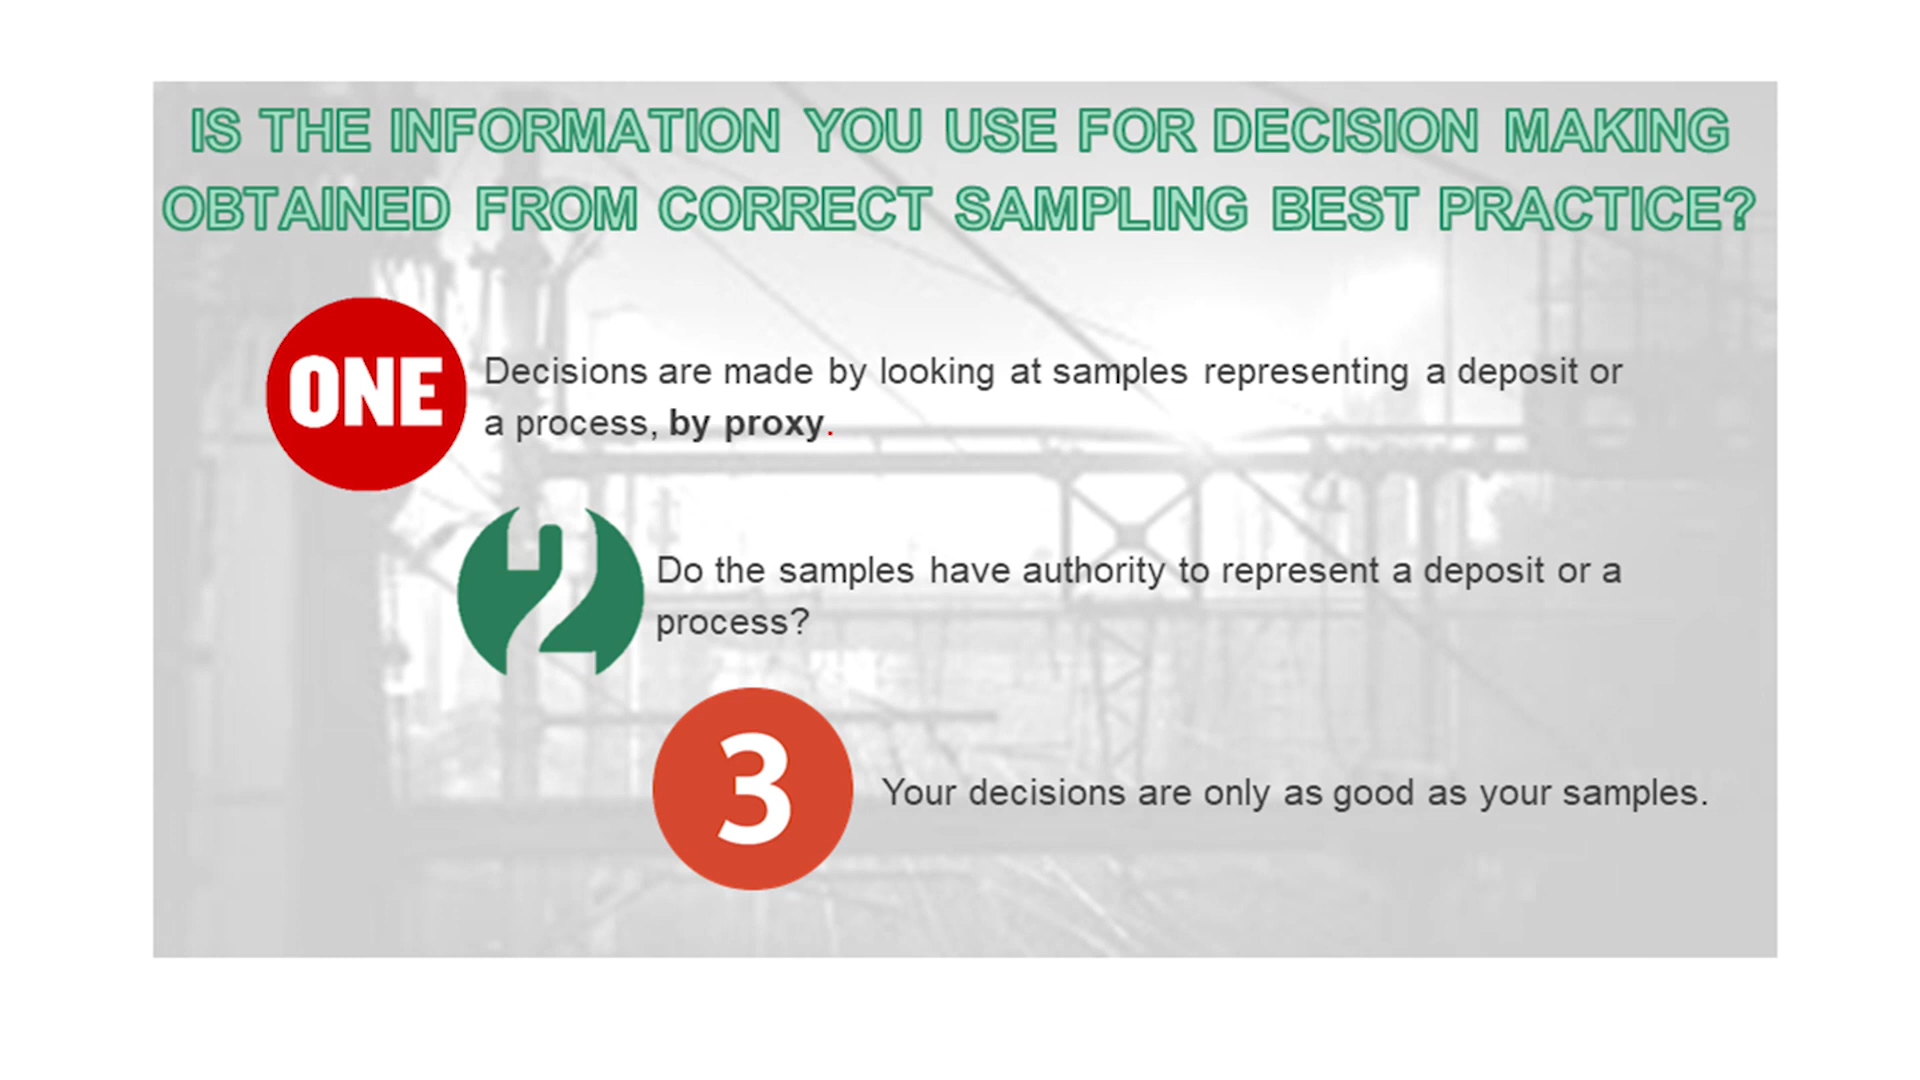 IS THE INFORMATION YOU USE FOR DECISION MAKING
OBTAINED FROM CORRECT SAMPLING BEST PRACTICE?
ONE
Decisions are made by looking at samples representing a deposit or
a process, by proxy.
2
Do the samples have authority to represent a deposit or a
process?
3
Your decisions are only as good as your samples.